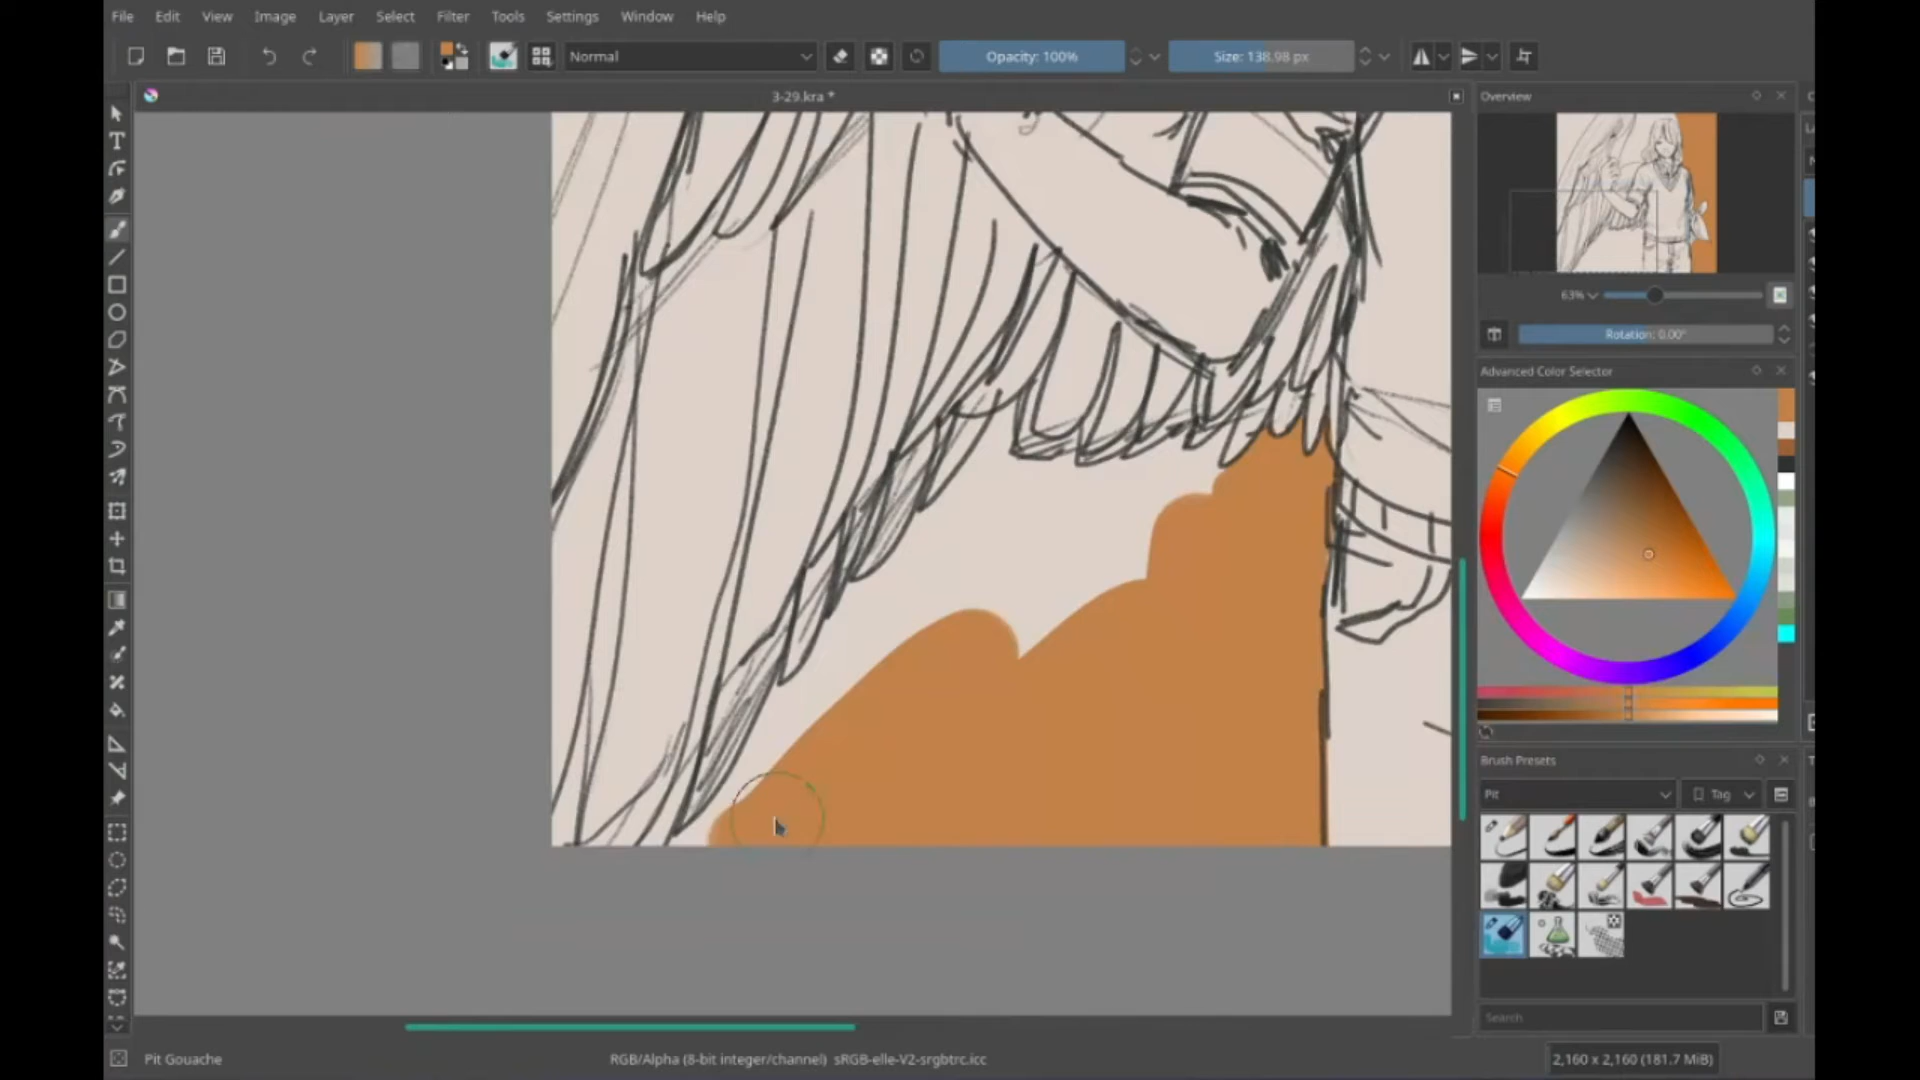 File Edit View Image Layer Select Filter Tools Settings Window Help
Normal Opacity: 100% Size: 138.98 px
3-29.kra *
Overview
63%
Rotation: 0.00°
Advanced Color Selector
Brush Presets
Pit Tag
Search
Pit Gouache RGB/Alpha (8-bit integer/channel) sRGB-elle-V2-srgbtrc.icc 2,160 x 2,160 (181.7 MiB)